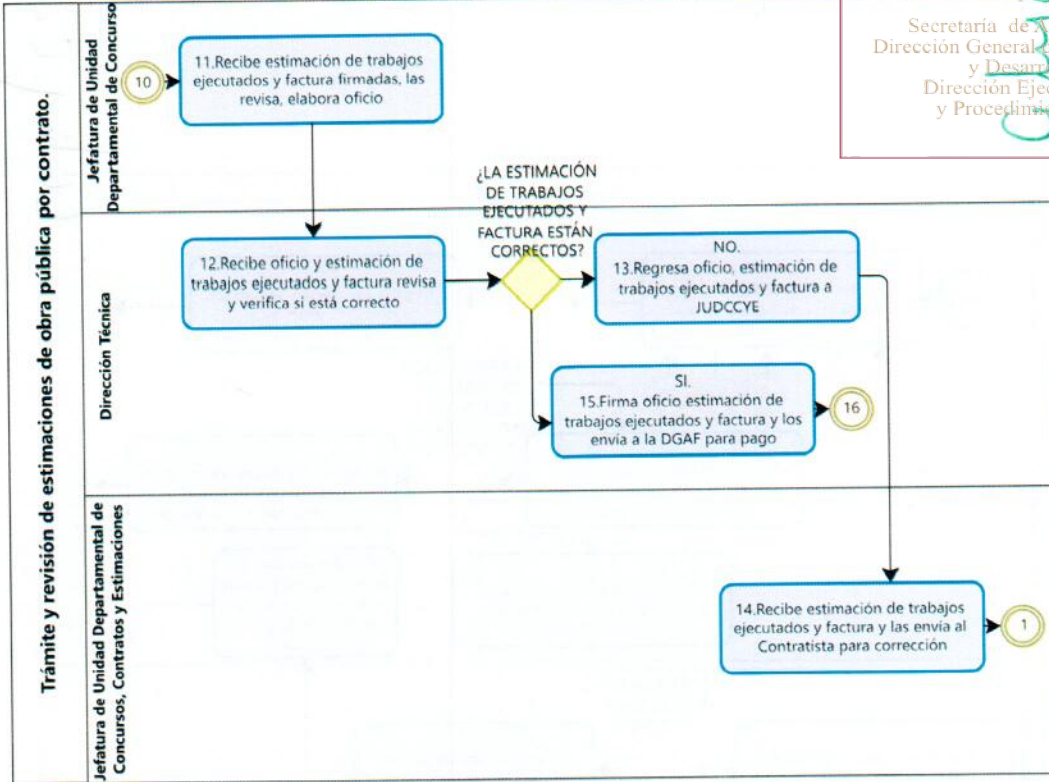 Trámite y revisión de estimaciones de obra pública por contrato.
Jefatura de Unidad
Departamental de Concurso
10
11.Recibe estimación de trabajos
ejecutados y factura firmadas, las
revisa, elabora oficio
Secretaría de
Dirección General
y Desarr
Dirección Eje
y Procedimi
Dirección Técnica
12.Recibe oficio y estimación de
trabajos ejecutados y factura revisa
y verifica si está correcto
¿LA ESTIMACIÓN
DE TRABAJOS
EJECUTADOS Y
FACTURA ESTÁN
CORRECTOS?
NO.
13.Regresa oficio, estimación de
trabajos ejecutados y factura a
JUDCCYE
SI.
15.Firma oficio estimación de
trabajos ejecutados y factura y los
envía a la DGAF para pago
16
Jefatura de Unidad Departamental de
Concursos, Contratos y Estimaciones
14.Recibe estimación de trabajos
ejecutados y factura y las envía al
Contratista para corrección
1